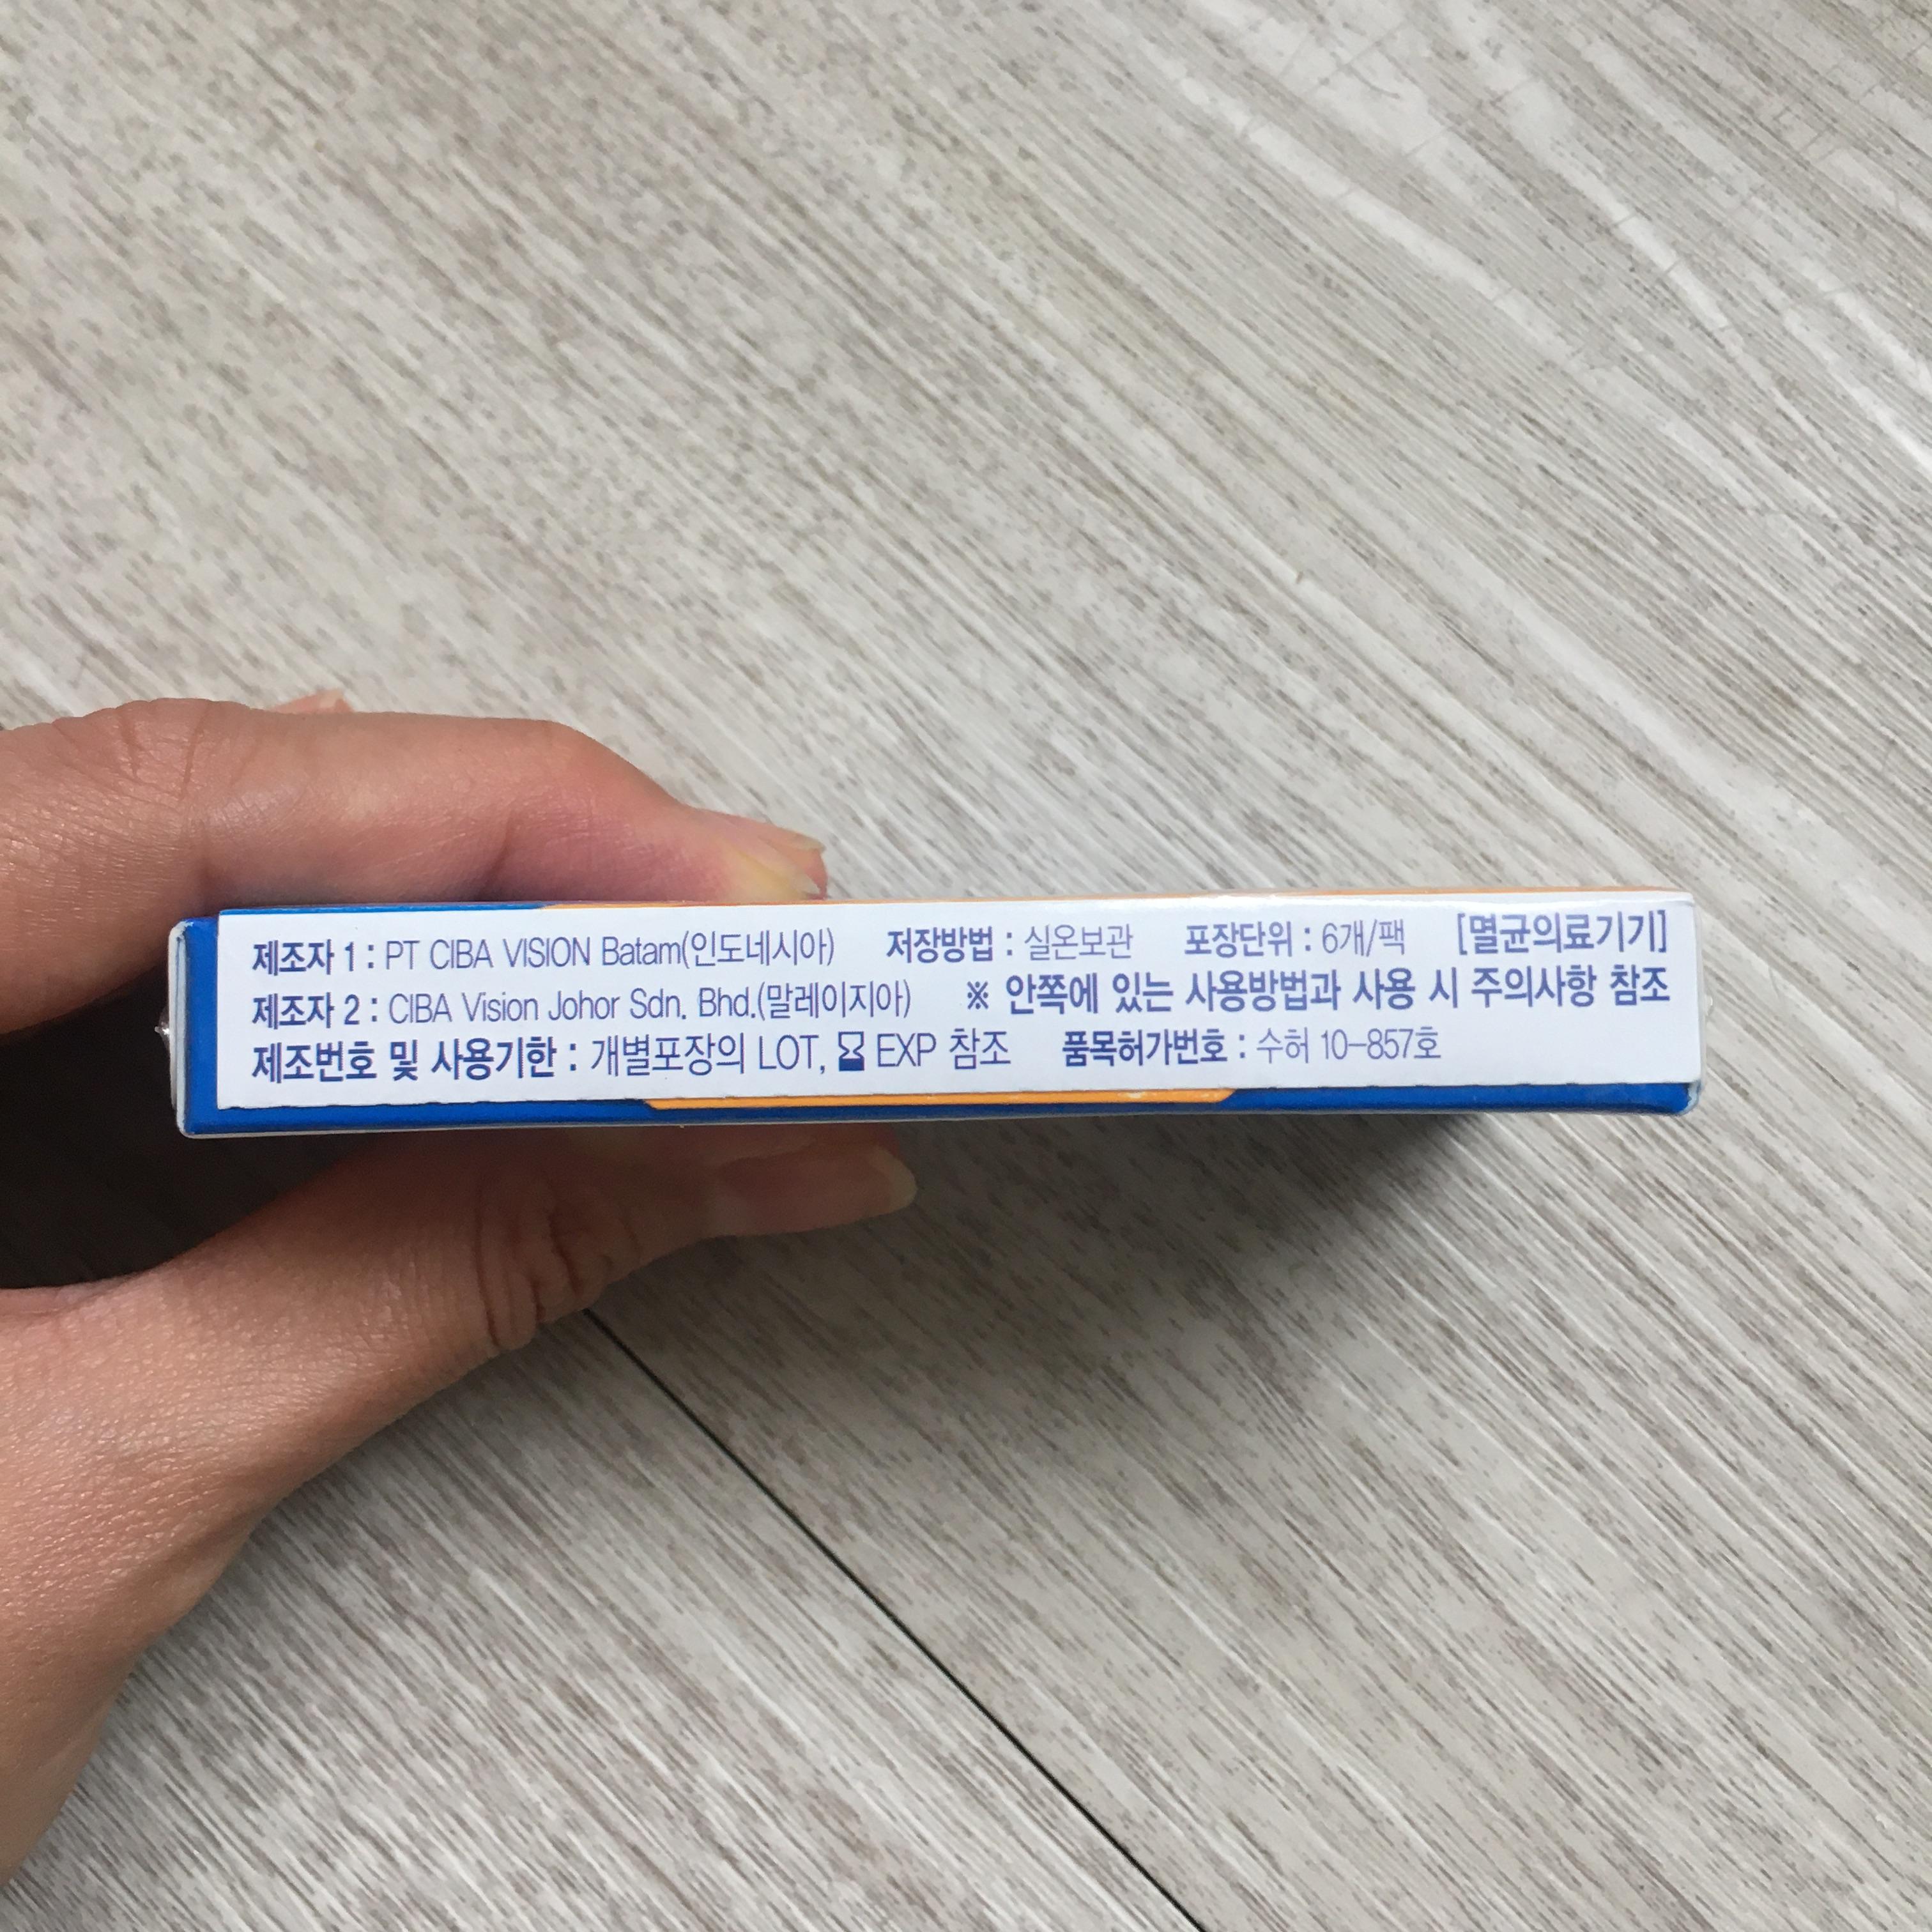 제조자 1 : PT CIBA VISION Batam(인도네시아) 저장방법 : 실온보관 포장단위 : 6개/팩 [멸균의료기기]
제조자 2 : CIBA Vision Johor Sdn. Bhd.(말레이지아) ※ 안쪽에 있는 사용방법과 사용 시 주의사항 참조
제조번호 및 사용기한 : 개별포장의 LOT, ⌛ EXP 참조 품목허가번호 : 수허 10-857호